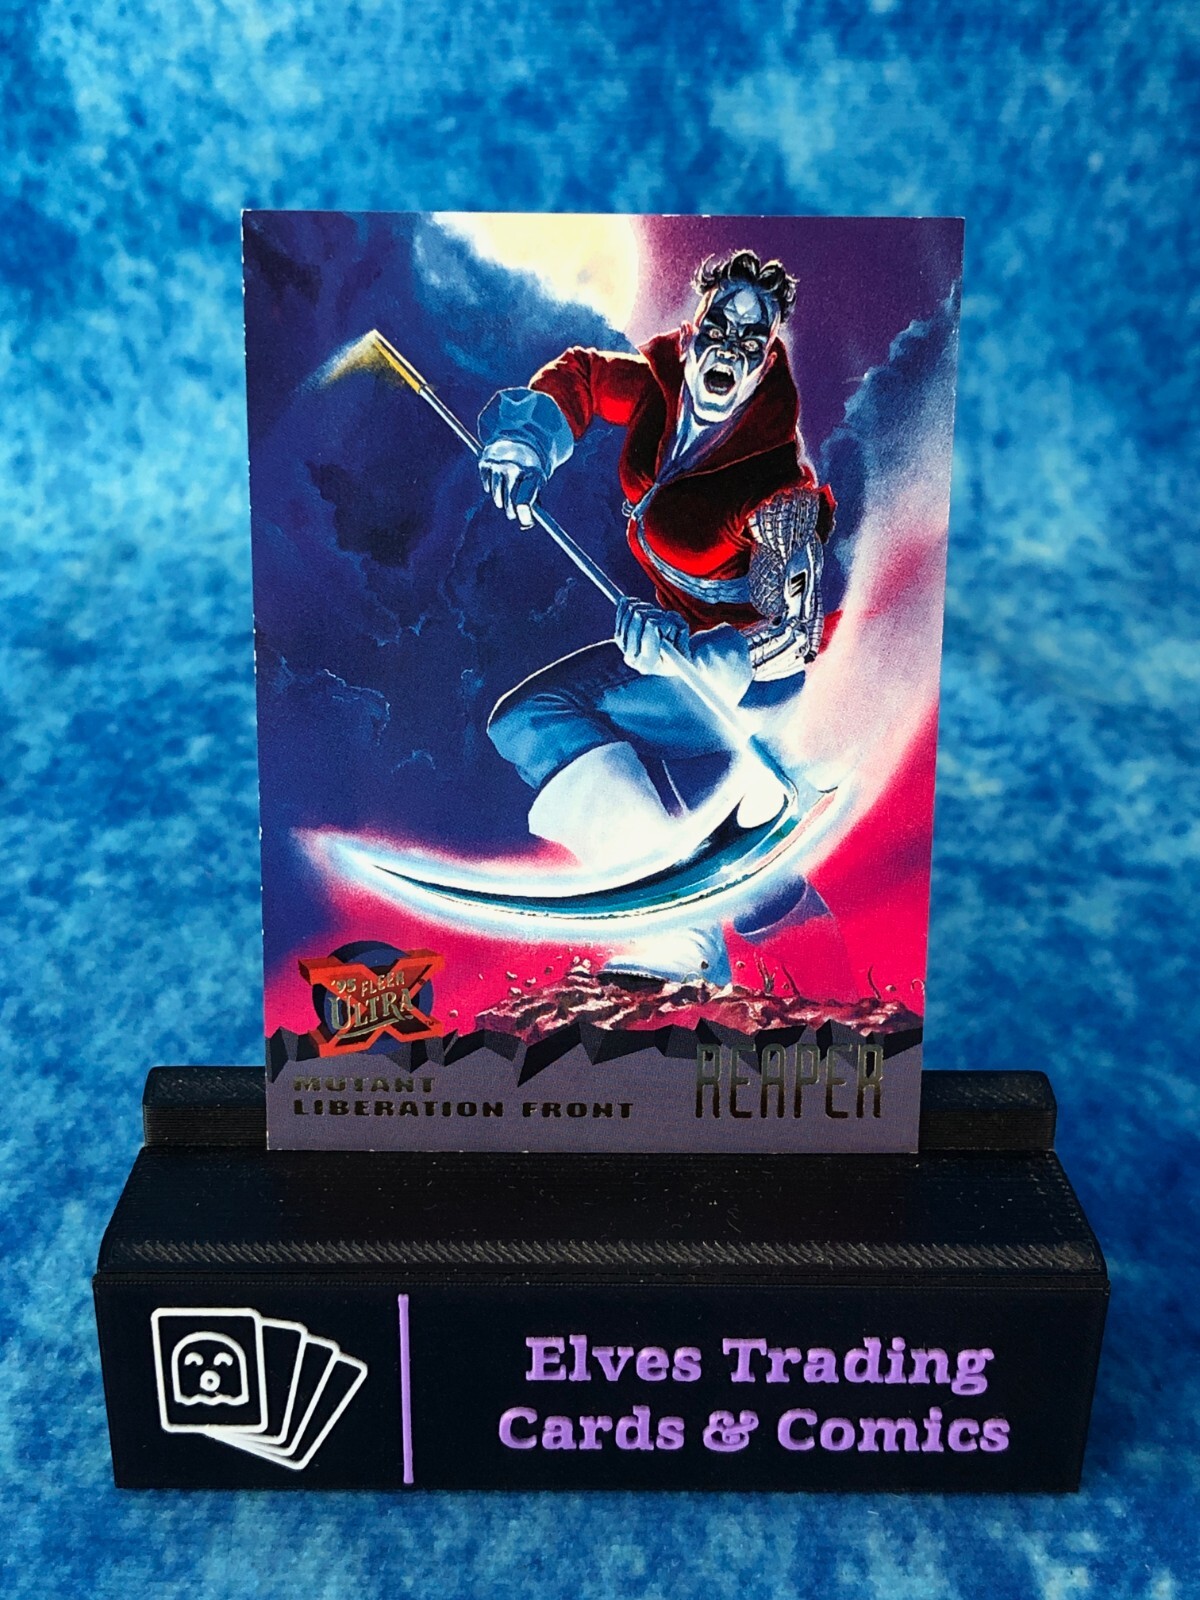 '95 FLEER
ULTRA
MUTANT
LIBERATION FRONT
REAPER
Elves Trading
Cards & Comics